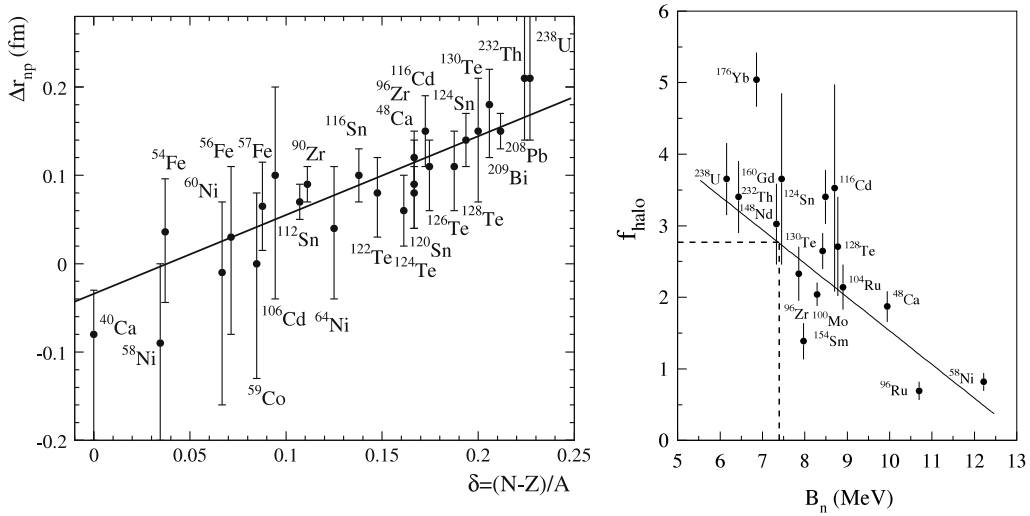 Δr_np (fm)
0.2
0.1
0
-0.1
-0.2
0
0.05
0.1
0.15
0.2
0.25
δ=(N-Z)/A
²³⁸U
²³²Th
¹³⁰Te
¹¹⁶Cd
⁹⁶Zr
¹²⁴Sn
⁴⁸Ca
¹¹⁶Sn
⁵⁷Fe
⁵⁶Fe
⁵⁴Fe
⁹⁰Zr
²⁰⁸Pb
²⁰⁹Bi
⁶⁰Ni
¹²⁸Te
¹²⁶Te
¹¹²Sn
¹²⁰Sn
¹²²Te
¹²⁴Te
¹⁰⁶Cd
⁶⁴Ni
⁴⁰Ca
⁵⁸Ni
⁵⁹Co
f_halo
6
5
4
3
2
1
0
5
6
7
8
9
10
11
12
13
B_n (MeV)
¹⁷⁶Yb
²³⁸U
¹⁶⁰Gd
²³²Th
¹²⁴Sn
¹¹⁶Cd
¹⁴⁸Nd
¹³⁰Te
¹²⁸Te
¹⁰⁴Ru
⁴⁸Ca
⁹⁶Zr
¹⁰⁰Mo
¹⁵⁴Sm
⁹⁶Ru
⁵⁸Ni